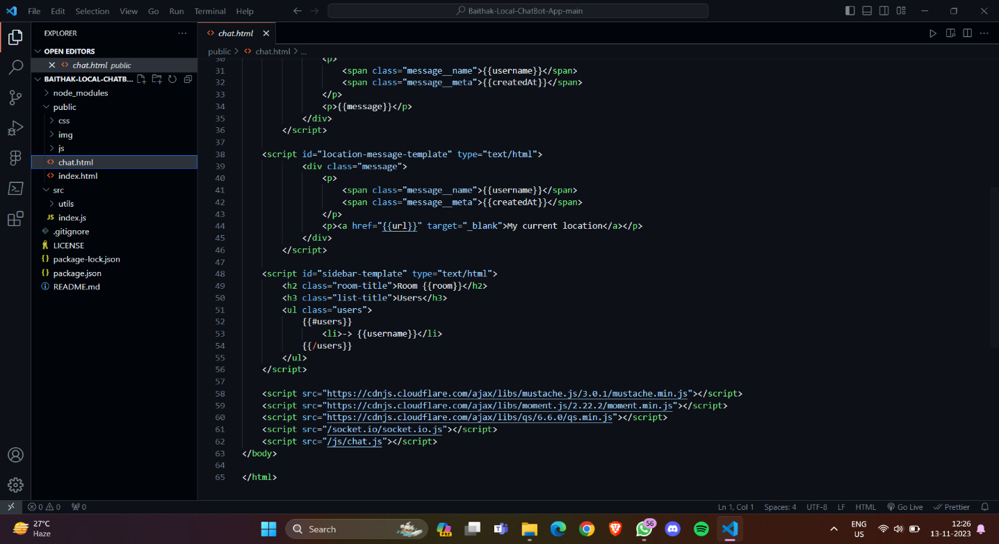 File Edit Selection View Go Run Terminal Help
Baithak-Local-ChatBot-App-main
EXPLORER
OPEN EDITORS
chat.html public
BAITHAK-LOCAL-CHATB...
node_modules
public
css
img
js
chat.html
index.html
src
utils
JS index.js
.gitignore
LICENSE
{} package-lock.json
{} package.json
README.md
chat.html
public > chat.html > ...
30 <p>
31 <span class="message__name">{{username}}</span>
32 <span class="message__meta">{{createdAt}}</span>
33 </p>
34 <p>{{message}}</p>
35 </div>
36 </script>
37
38 <script id="location-message-template" type="text/html">
39 <div class="message">
40 <p>
41 <span class="message__name">{{username}}</span>
42 <span class="message__meta">{{createdAt}}</span>
43 </p>
44 <p><a href="{{url}}" target="_blank">My current location</a></p>
45 </div>
46 </script>
47
48 <script id="sidebar-template" type="text/html">
49 <h2 class="room-title">Room {{room}}</h2>
50 <h3 class="list-title">Users</h3>
51 <ul class="users">
52 {{#users}}
53 <li>-> {{username}}</li>
54 {{/users}}
55 </ul>
56 </script>
57
58 <script src="https://cdnjs.cloudflare.com/ajax/libs/mustache.js/3.0.1/mustache.min.js"></script>
59 <script src="https://cdnjs.cloudflare.com/ajax/libs/moment.js/2.22.2/moment.min.js"></script>
60 <script src="https://cdnjs.cloudflare.com/ajax/libs/qs/6.6.0/qs.min.js"></script>
61 <script src="/socket.io/socket.io.js"></script>
62 <script src="/js/chat.js"></script>
63 </body>
64
65 </html>
0 0 0
Ln 1, Col 1 Spaces: 4 UTF-8 LF HTML Go Live Prettier
27°C
Haze
Search
PRE
56
ENG
US
12:26
13-11-2023